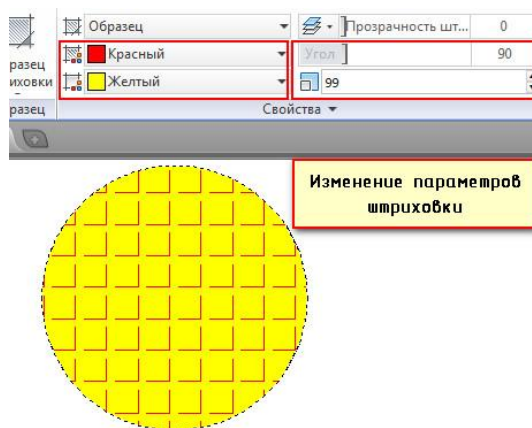 Образец
Прозрачность шт...
0
разец
иховки
Красный
Угол
90
Желтый
99
разец
Свойства
Изменение параметров
штриховки